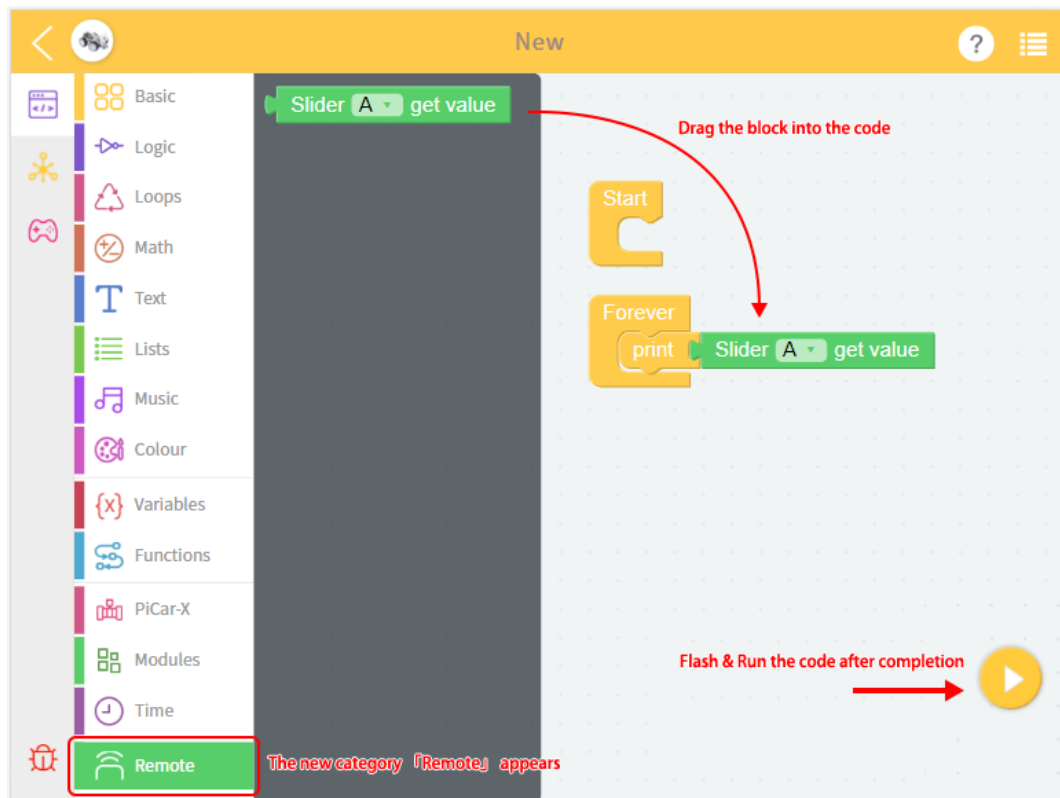 New
?
Basic
Logic
Loops
Math
Text
Lists
Music
Colour
Variables
Functions
PiCar-X
Modules
Time
Remote
Slider A get value
Drag the block into the code
Start
Forever
print Slider A get value
Flash & Run the code after completion
The new category 「Remote」 appears